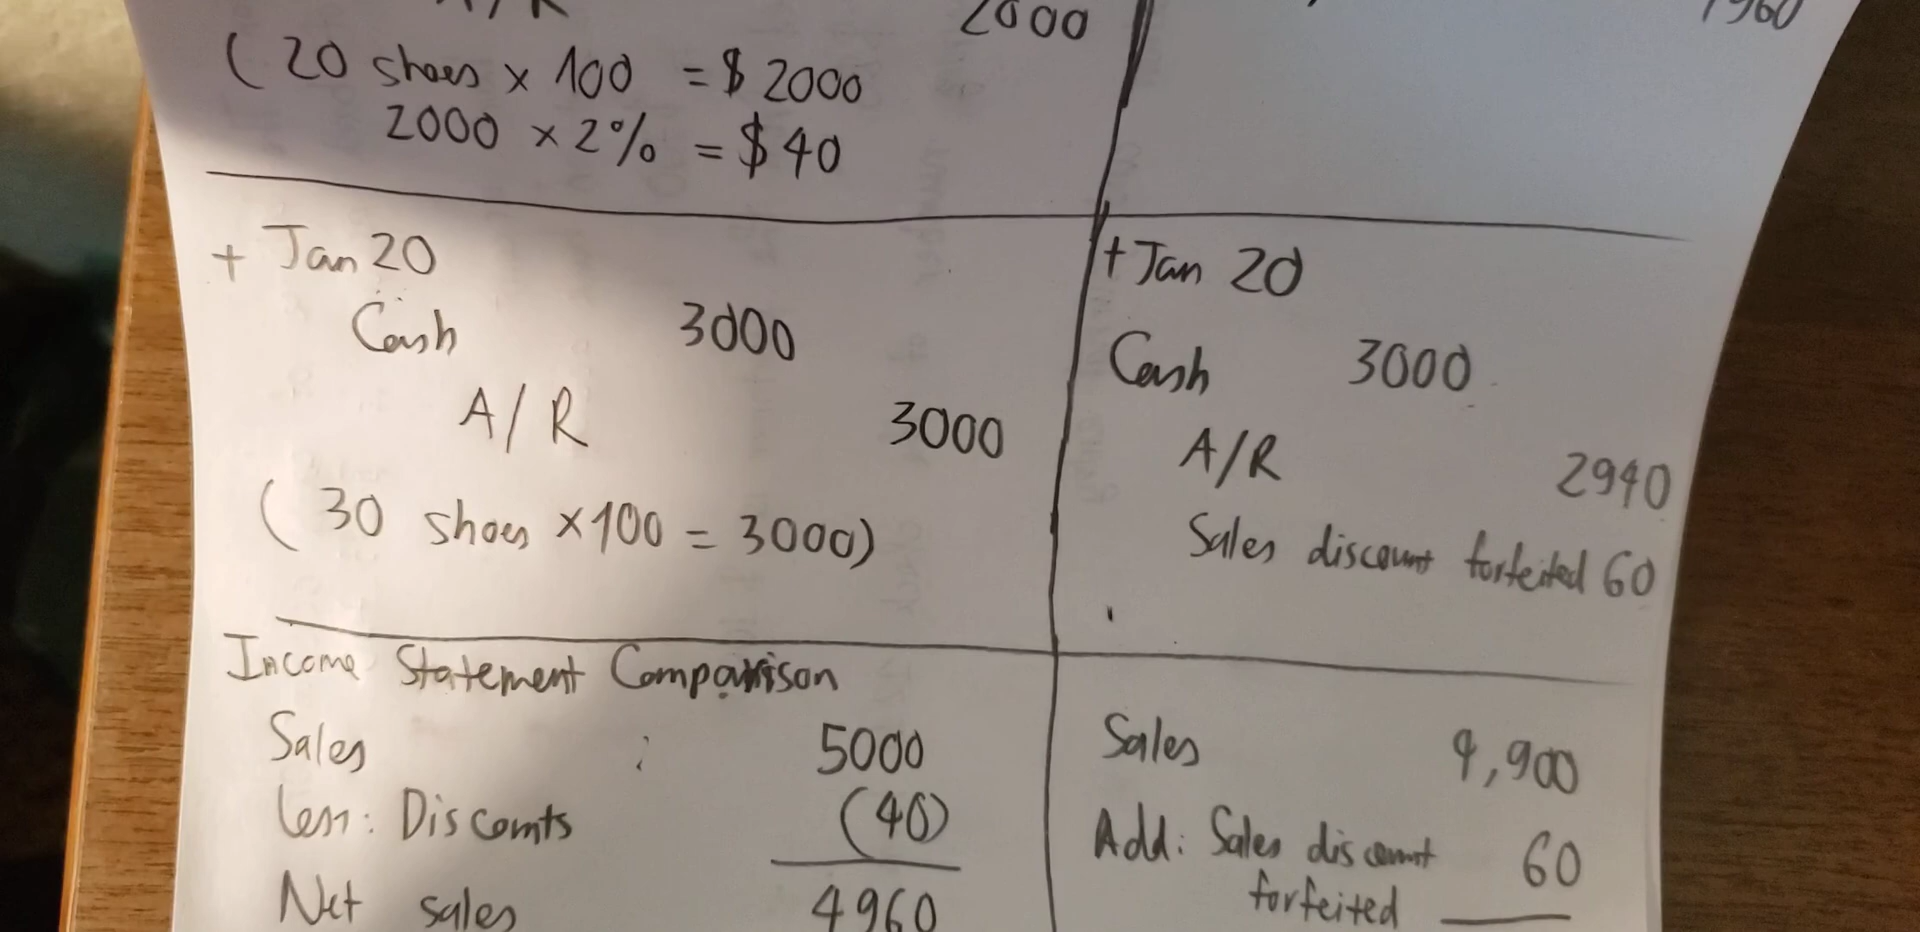 A/R 2000
1960
(20 shoes x 100 = $2000
2000 x 2% = $40
+ Jan 20
Cash 3000
A/R 3000
(30 shoes x100 = 3000)
+ Jan 20
Cash 3000
A/R 2940
Sales discount forfeited 60
Income Statement Comparison
Sales : 5000
Less: Discounts (40)
Net sales 4960
Sales 4,900
Add: Sales discount 60
forfeited